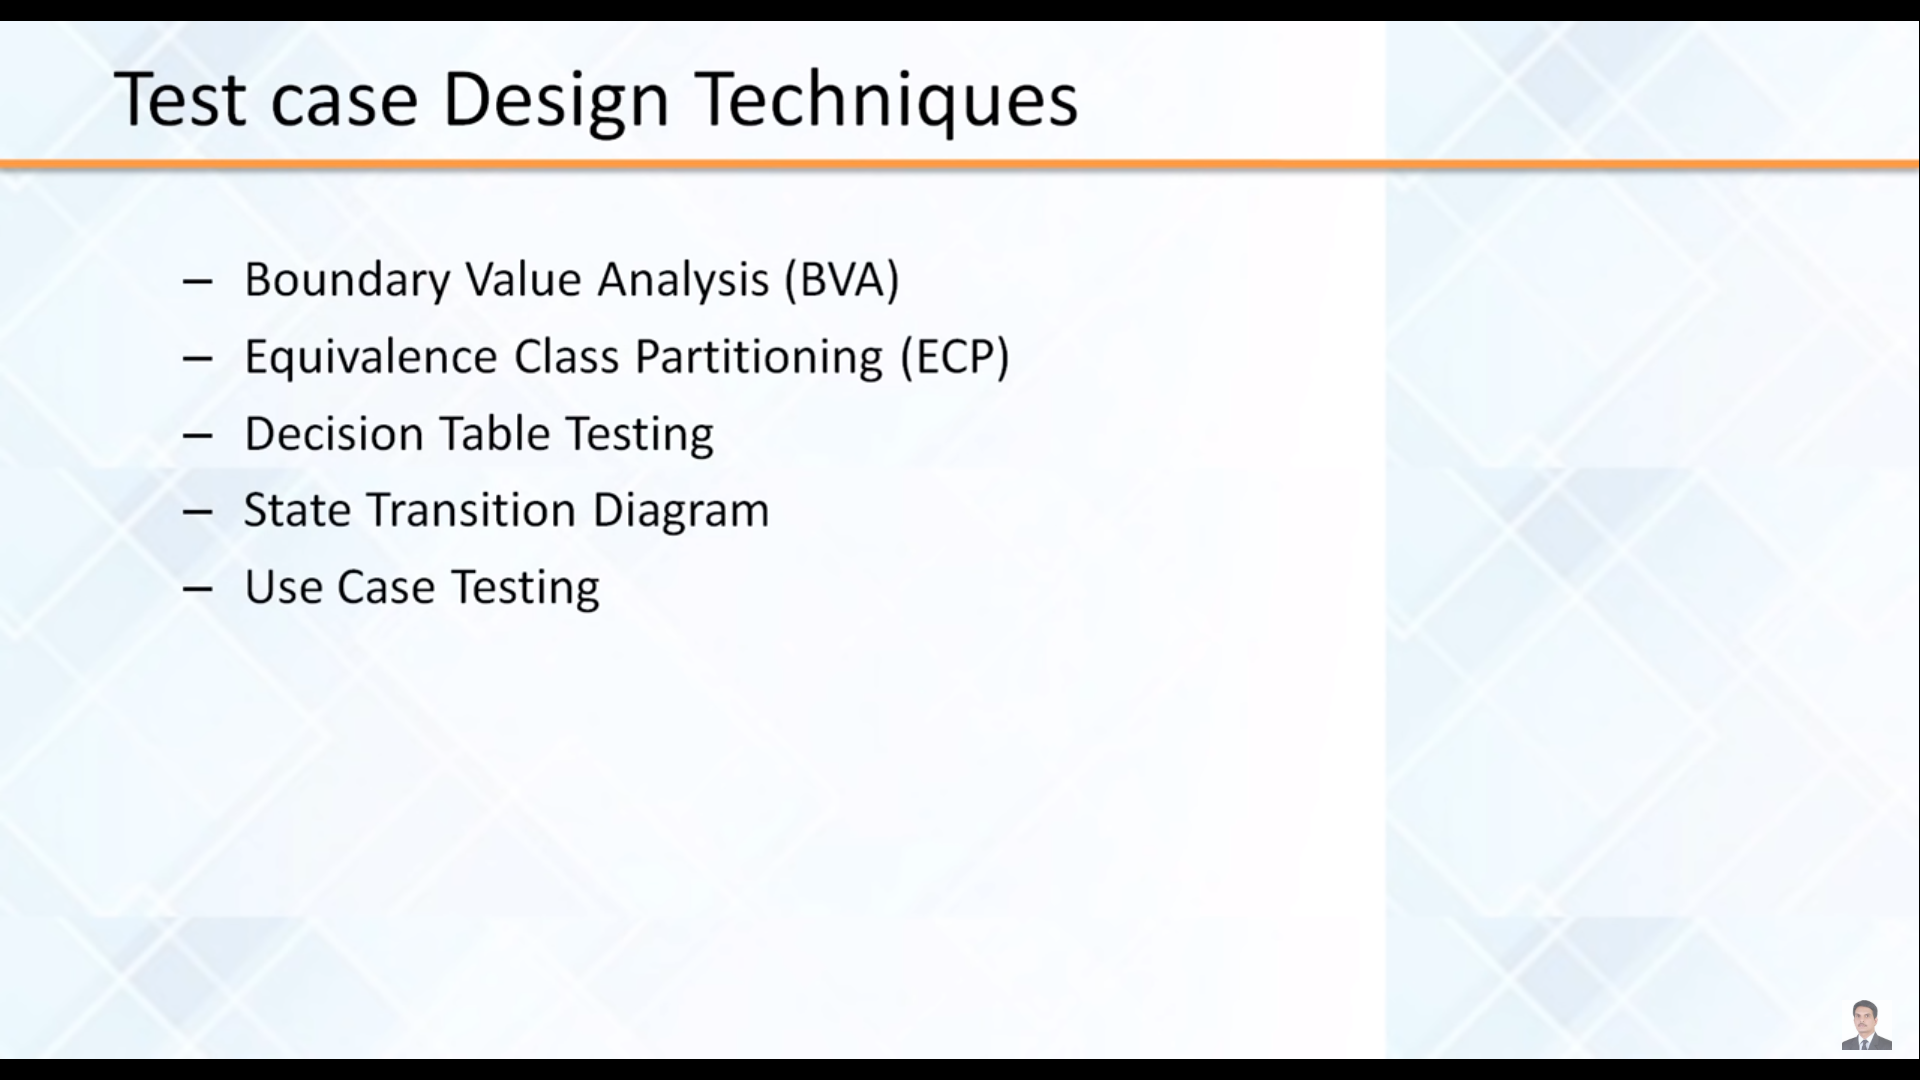 Test case Design Techniques
– Boundary Value Analysis (BVA)
– Equivalence Class Partitioning (ECP)
– Decision Table Testing
– State Transition Diagram
– Use Case Testing